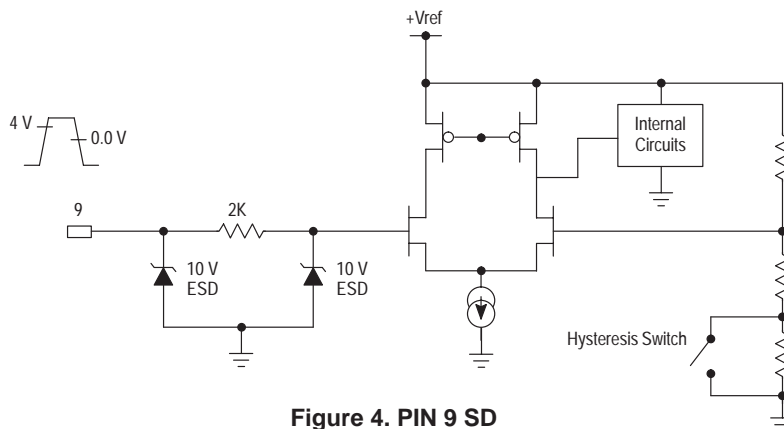 +Vref
4 V
0.0 V
Internal
Circuits
9
2K
10 V
ESD
10 V
ESD
Hysteresis Switch
Figure 4. PIN 9 SD